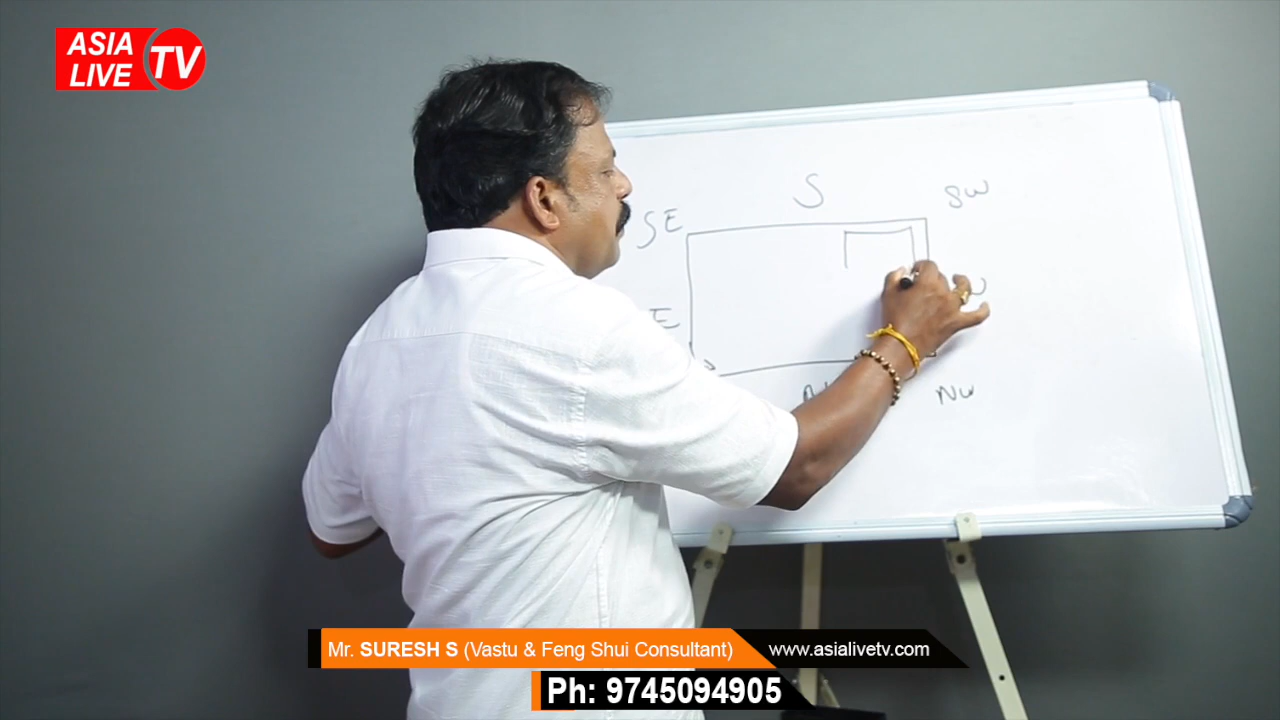 ASIA
LIVE TV
S
SW
SE
E
NW
Mr. SURESH S (Vastu & Feng Shui Consultant) www.asialivetv.com
Ph: 9745094905